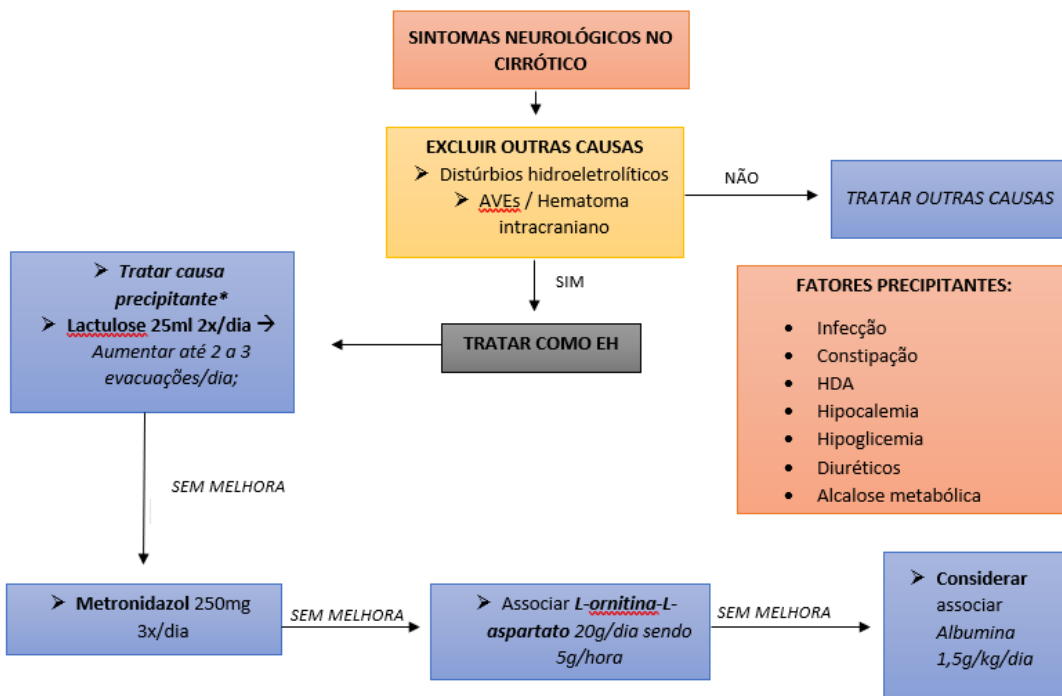 SINTOMAS NEUROLÓGICOS NO
CIRRÓTICO
EXCLUIR OUTRAS CAUSAS
➤ Distúrbios hidroeletrolíticos
➤ AVEs / Hematoma
intracraniano
NÃO
TRATAR OUTRAS CAUSAS
SIM
TRATAR COMO EH
➤ Tratar causa
precipitante*
➤ Lactulose 25ml 2x/dia →
Aumentar até 2 a 3
evacuações/dia;
FATORES PRECIPITANTES:
• Infecção
• Constipação
• HDA
• Hipocalemia
• Hipoglicemia
• Diuréticos
• Alcalose metabólica
SEM MELHORA
➤ Metronidazol 250mg
3x/dia
SEM MELHORA
➤ Associar L-ornitina-L-
aspartato 20g/dia sendo
5g/hora
SEM MELHORA
➤ Considerar
associar
Albumina
1,5g/kg/dia